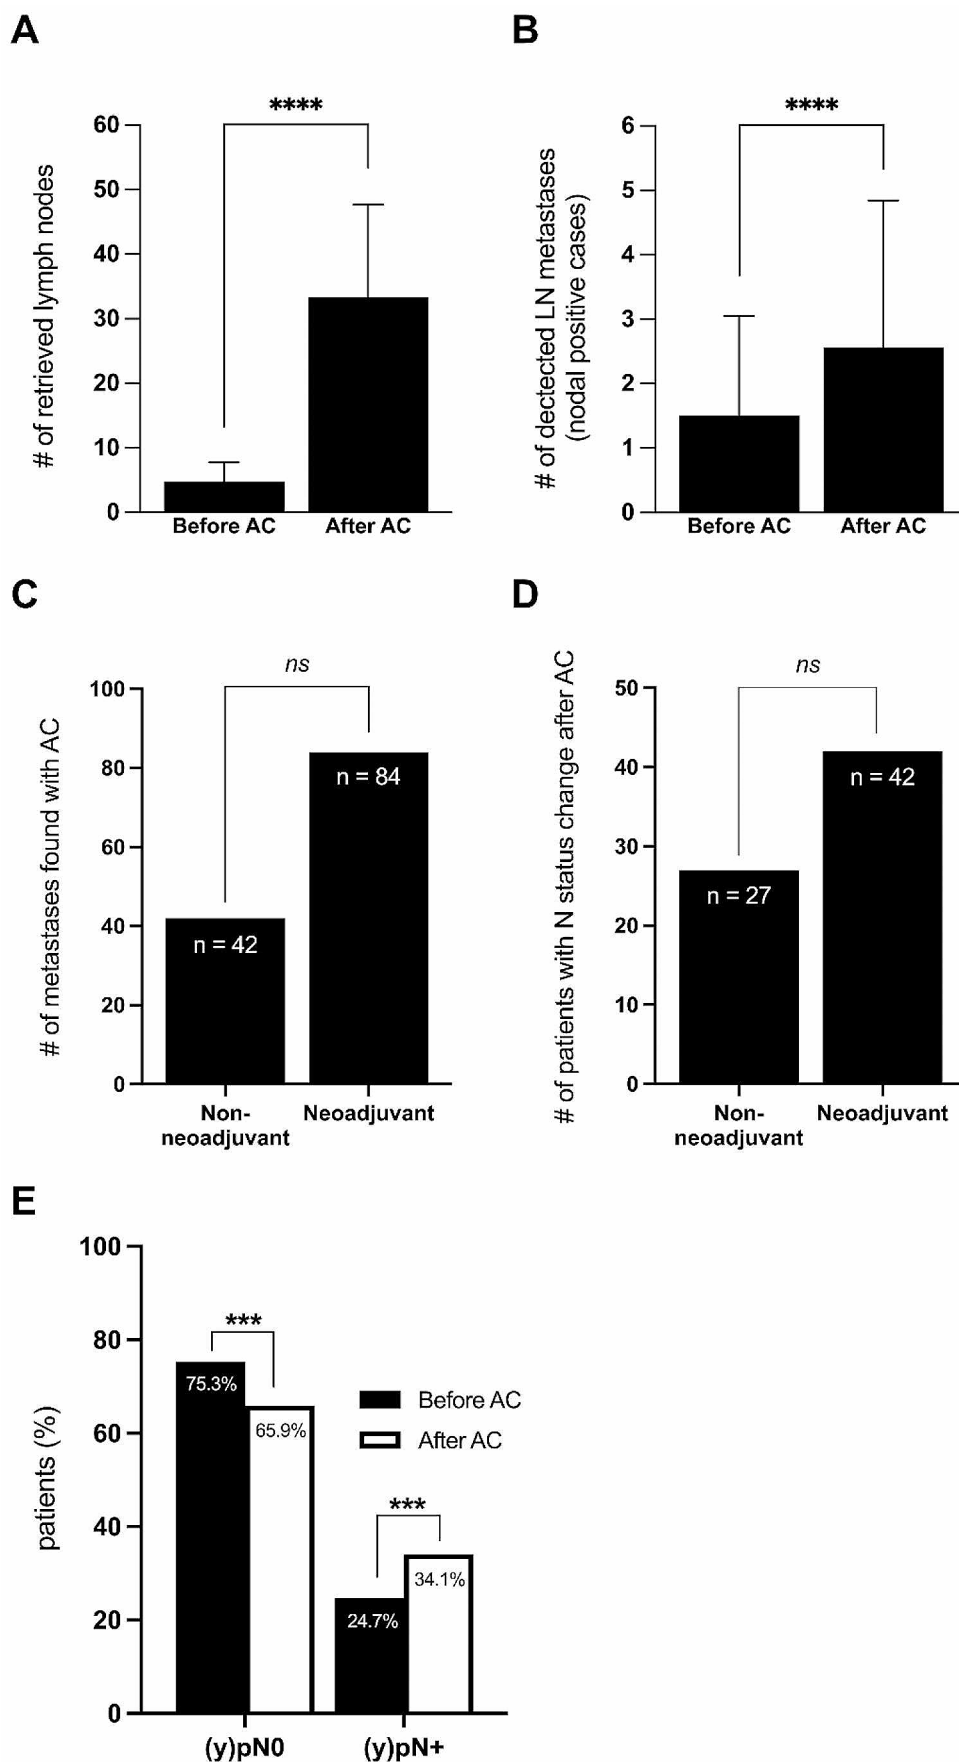 A
****
# of retrieved lymph nodes
60
50
40
30
20
10
0
Before AC
After AC
B
****
# of dectected LN metastases
(nodal positive cases)
6
5
4
3
2
1
0
Before AC
After AC
C
ns
# of metastases found with AC
100
80
60
40
20
0
n = 42
n = 84
Non-
neoadjuvant
Neoadjuvant
D
ns
# of patients with N status change after AC
50
40
30
20
10
0
n = 27
n = 42
Non-
neoadjuvant
Neoadjuvant
E
patients (%)
100
80
60
40
20
0
***
75.3%
65.9%
Before AC
After AC
***
24.7%
34.1%
(y)pN0
(y)pN+